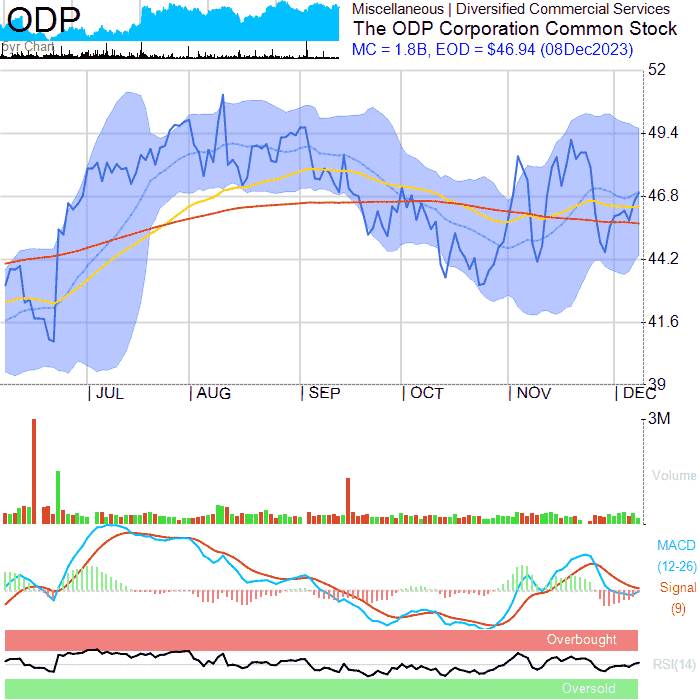 ODP
5yr Chart
Miscellaneous | Diversified Commercial Services
The ODP Corporation Common Stock
MC = 1.8B, EOD = $46.94 (08Dec2023)
52
49.4
46.8
44.2
41.6
39
JUL AUG SEP OCT NOV DEC
3M
Volume
MACD
(12-26)
Signal
(9)
Overbought
RSI(14)
Oversold